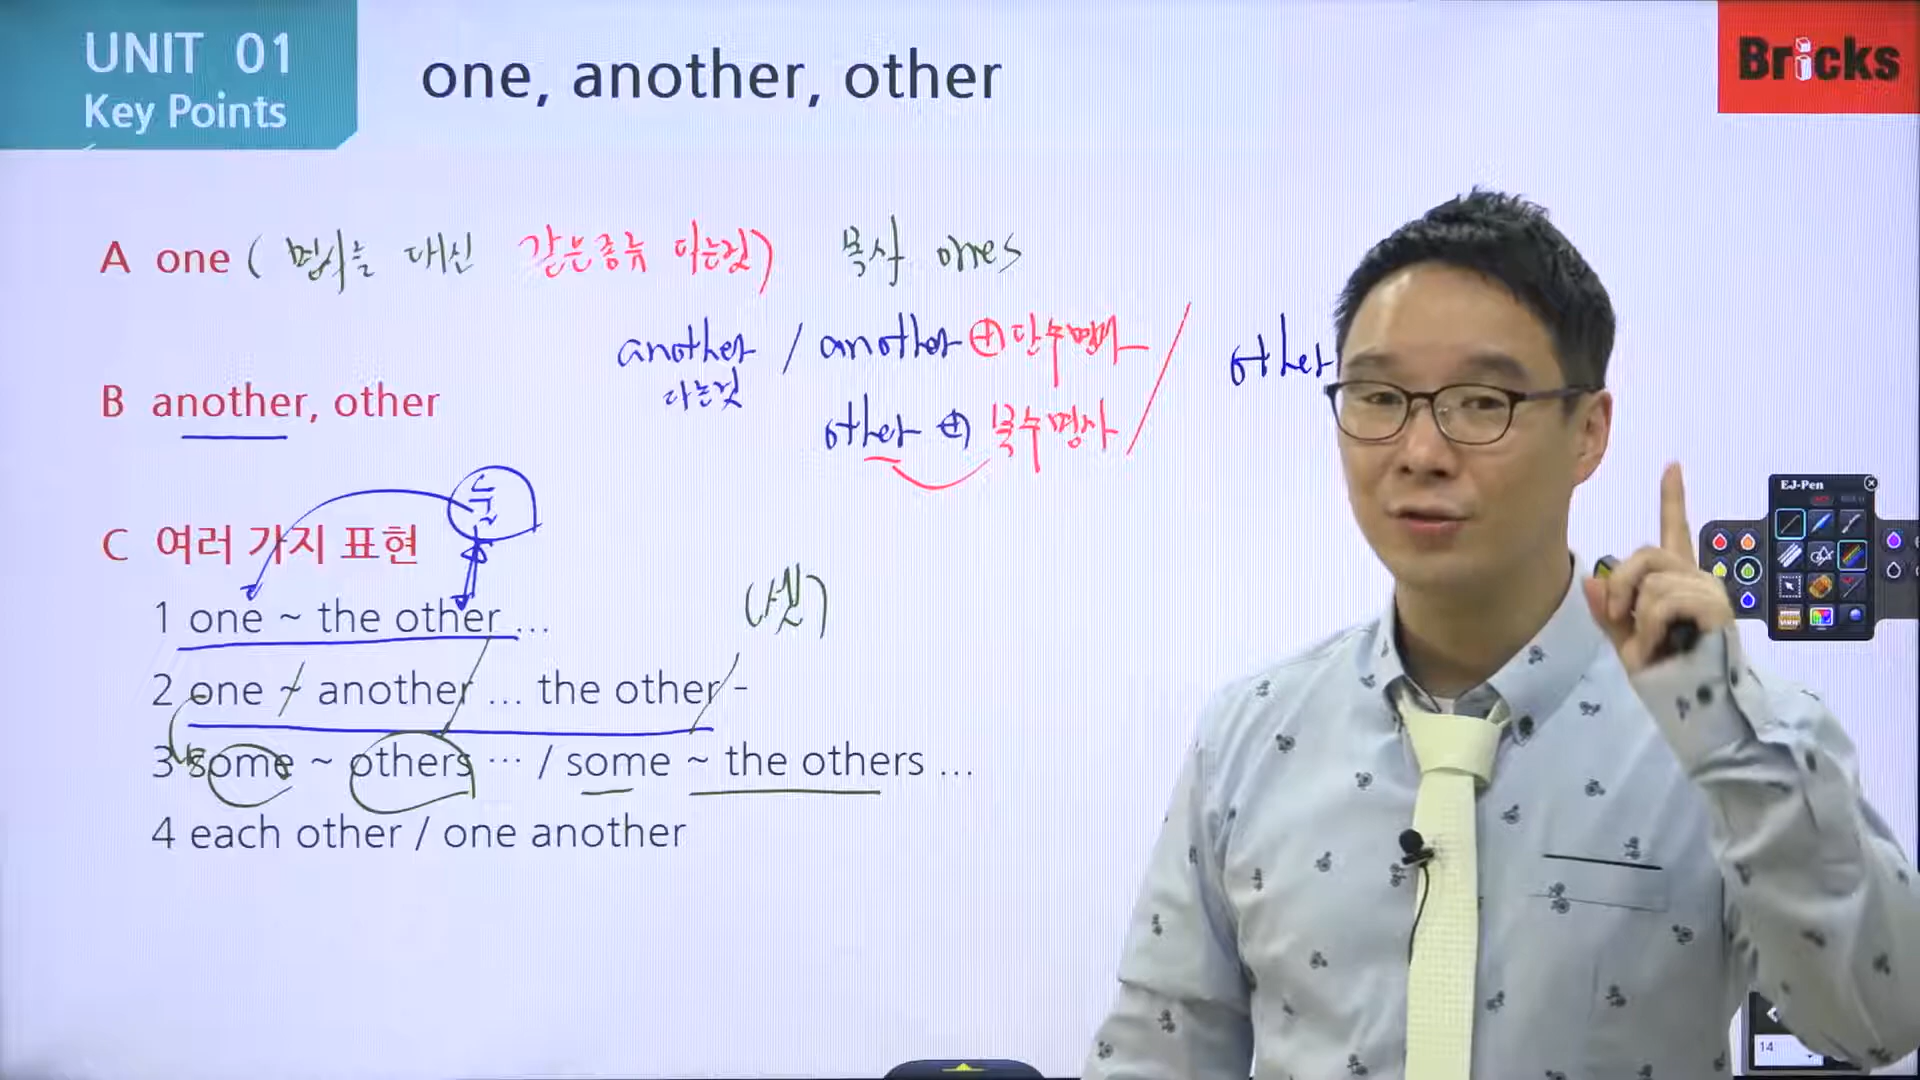 UNIT 01
Key Points
one, another, other
Bricks
A one ( 명사를 대신 같은종류 다른것) 복수 ones
another / another ⊕ 단수명사 / other
다른것
B another, other
other ⊕ 복수명사
둘
C 여러 가지 표현
EJ-Pen
1 one ~ the other ...
(셋)
2 one ~ another ... the other -
3 some ~ others ... / some ~ the others ...
4 each other / one another
14